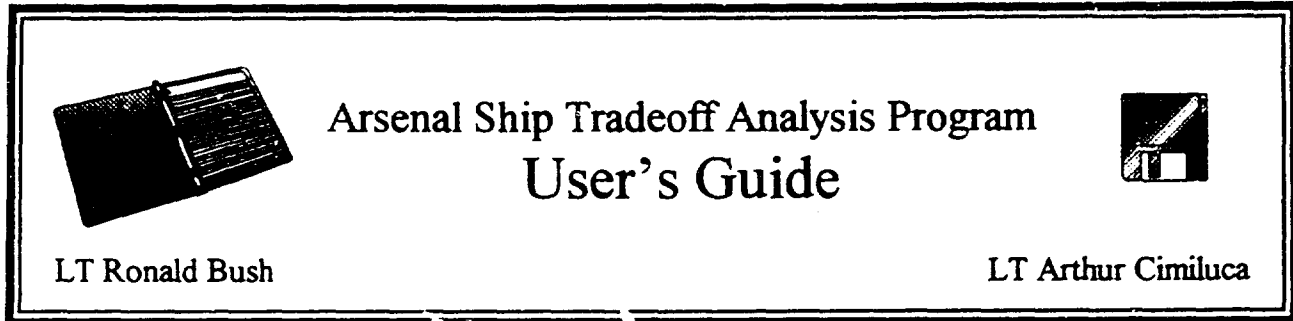 Arsenal Ship Tradeoff Analysis Program
User's Guide
LT Ronald Bush
LT Arthur Cimiluca